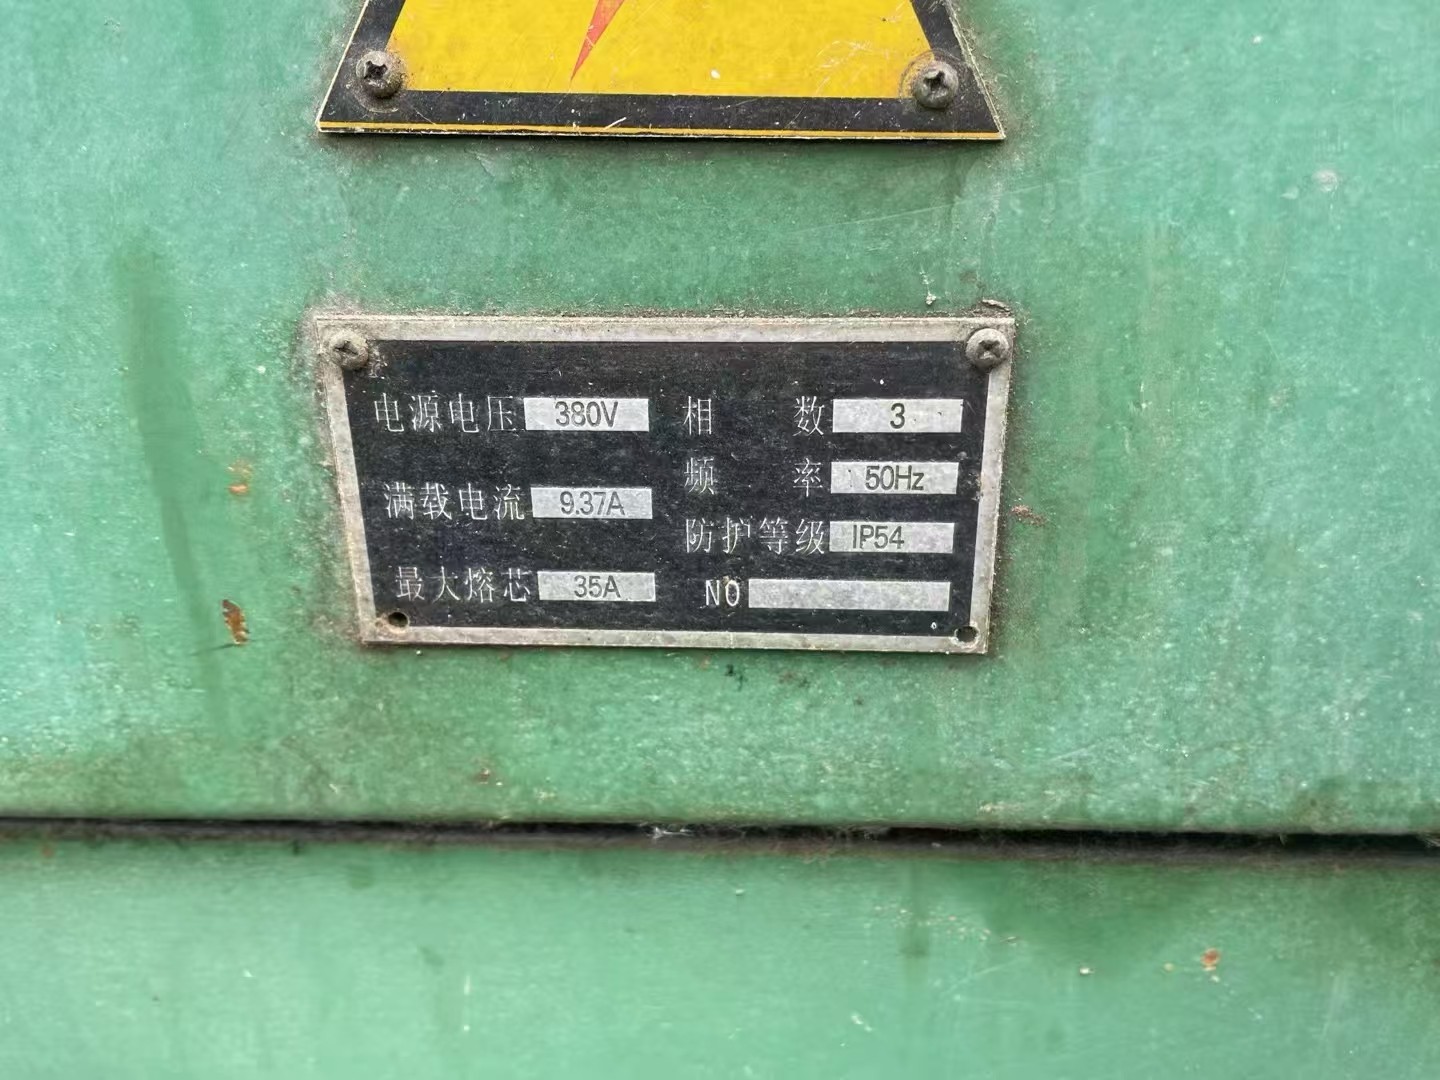 电源电压 380V
满载电流 9.37A
最大熔芯 35A
相数 3
频率 50Hz
防护等级 IP54
NO